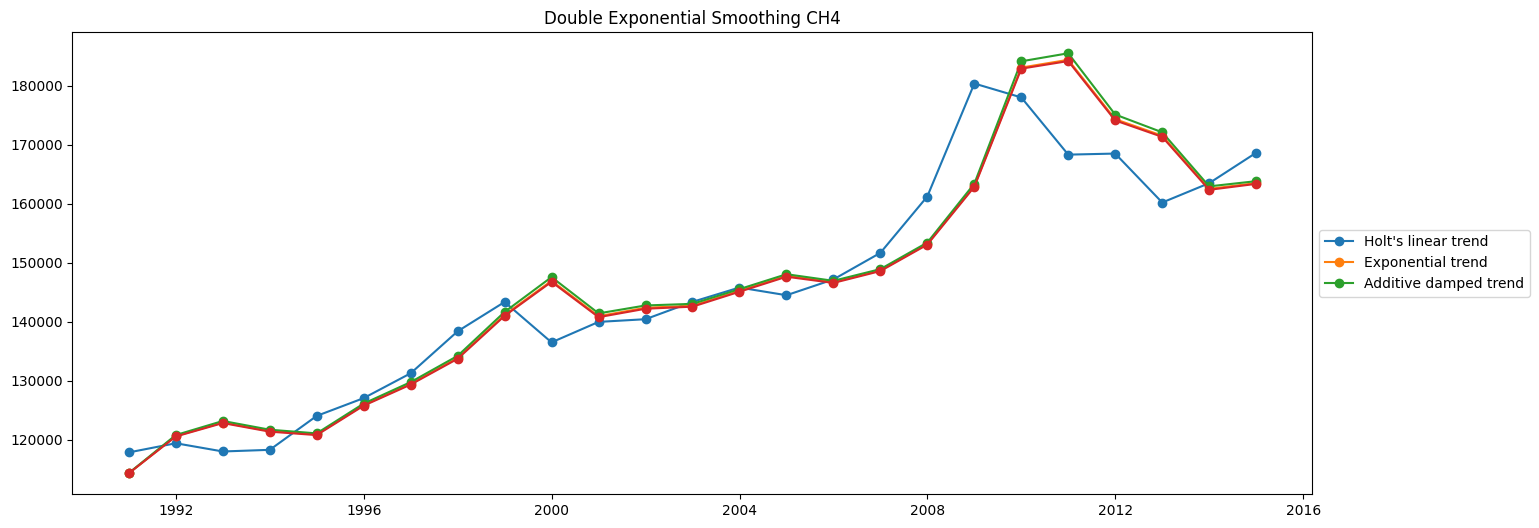 Double Exponential Smoothing CH4
180000
170000
160000
150000
140000
130000
120000
1992 1996 2000 2004 2008 2012 2016
Holt's linear trend
Exponential trend
Additive damped trend